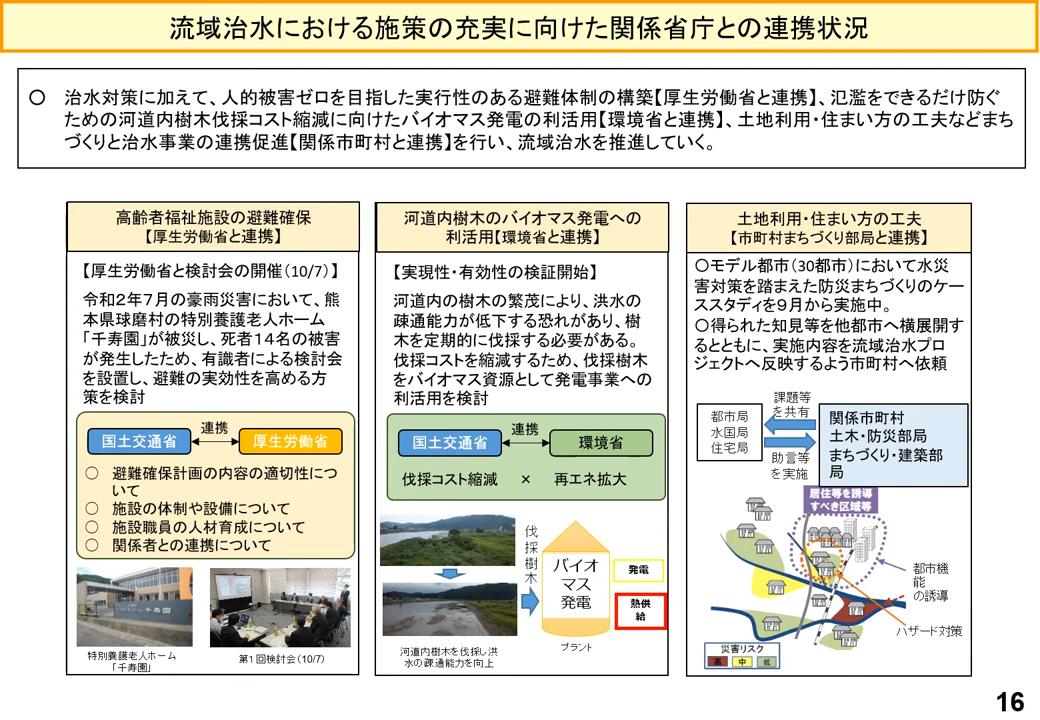 流域治水における施策の充実に向けた関係省庁との連携状況
〇　治水対策に加えて、人的被害ゼロを目指した実行性のある避難体制の構築【厚生労働省と連携】、氾濫をできるだけ防ぐ
ための河道内樹木伐採コスト縮減に向けたバイオマス発電の利活用【環境省と連携】、土地利用・住まい方の工夫などまち
づくりと治水事業の連携促進【関係市町村と連携】を行い、流域治水を推進していく。
高齢者福祉施設の避難確保
【厚生労働省と連携】
【厚生労働省と検討会の開催（10/7）】
令和２年７月の豪雨災害において、熊
本県球磨村の特別養護老人ホーム
「千寿園」が被災し、死者１４名の被害
が発生したため、有識者による検討会
を設置し、避難の実効性を高める方
策を検討
国土交通省
連携
厚生労働省
〇　避難確保計画の内容の適切性につ
いて
〇　施設の体制や設備について
〇　施設職員の人材育成について
〇　関係者との連携について
千寿園
特別養護老人ホーム
「千寿園」
第1回検討会（10/7）
河道内樹木のバイオマス発電への
利活用【環境省と連携】
【実現性・有効性の検証開始】
河道内の樹木の繁茂により、洪水の
疎通能力が低下する恐れがあり、樹
木を定期的に伐採する必要がある。
伐採コストを縮減するため、伐採樹木
をバイオマス資源として発電事業への
利活用を検討
国土交通省
連携
環境省
伐採コスト縮減　×　再エネ拡大
伐採樹木
バイオ
マス
発電
発電
熱供
給
プラント
河道内樹木を伐採し洪
水の疎通能力を向上
土地利用・住まい方の工夫
【市町村まちづくり部局と連携】
〇モデル都市（30都市）において水災
害対策を踏まえた防災まちづくりのケー
ススタディを９月から実施中。
〇得られた知見等を他都市へ横展開す
るとともに、実施内容を流域治水プロ
ジェクトへ反映するよう市町村へ依頼
都市局
水国局
住宅局
課題等
を共有
助言等
を実施
関係市町村
土木・防災部局
まちづくり・建築部
局
居住等を誘導
すべき区域等
都市機
能
の誘導
ハザード対策
災害リスク
高
中
低
16